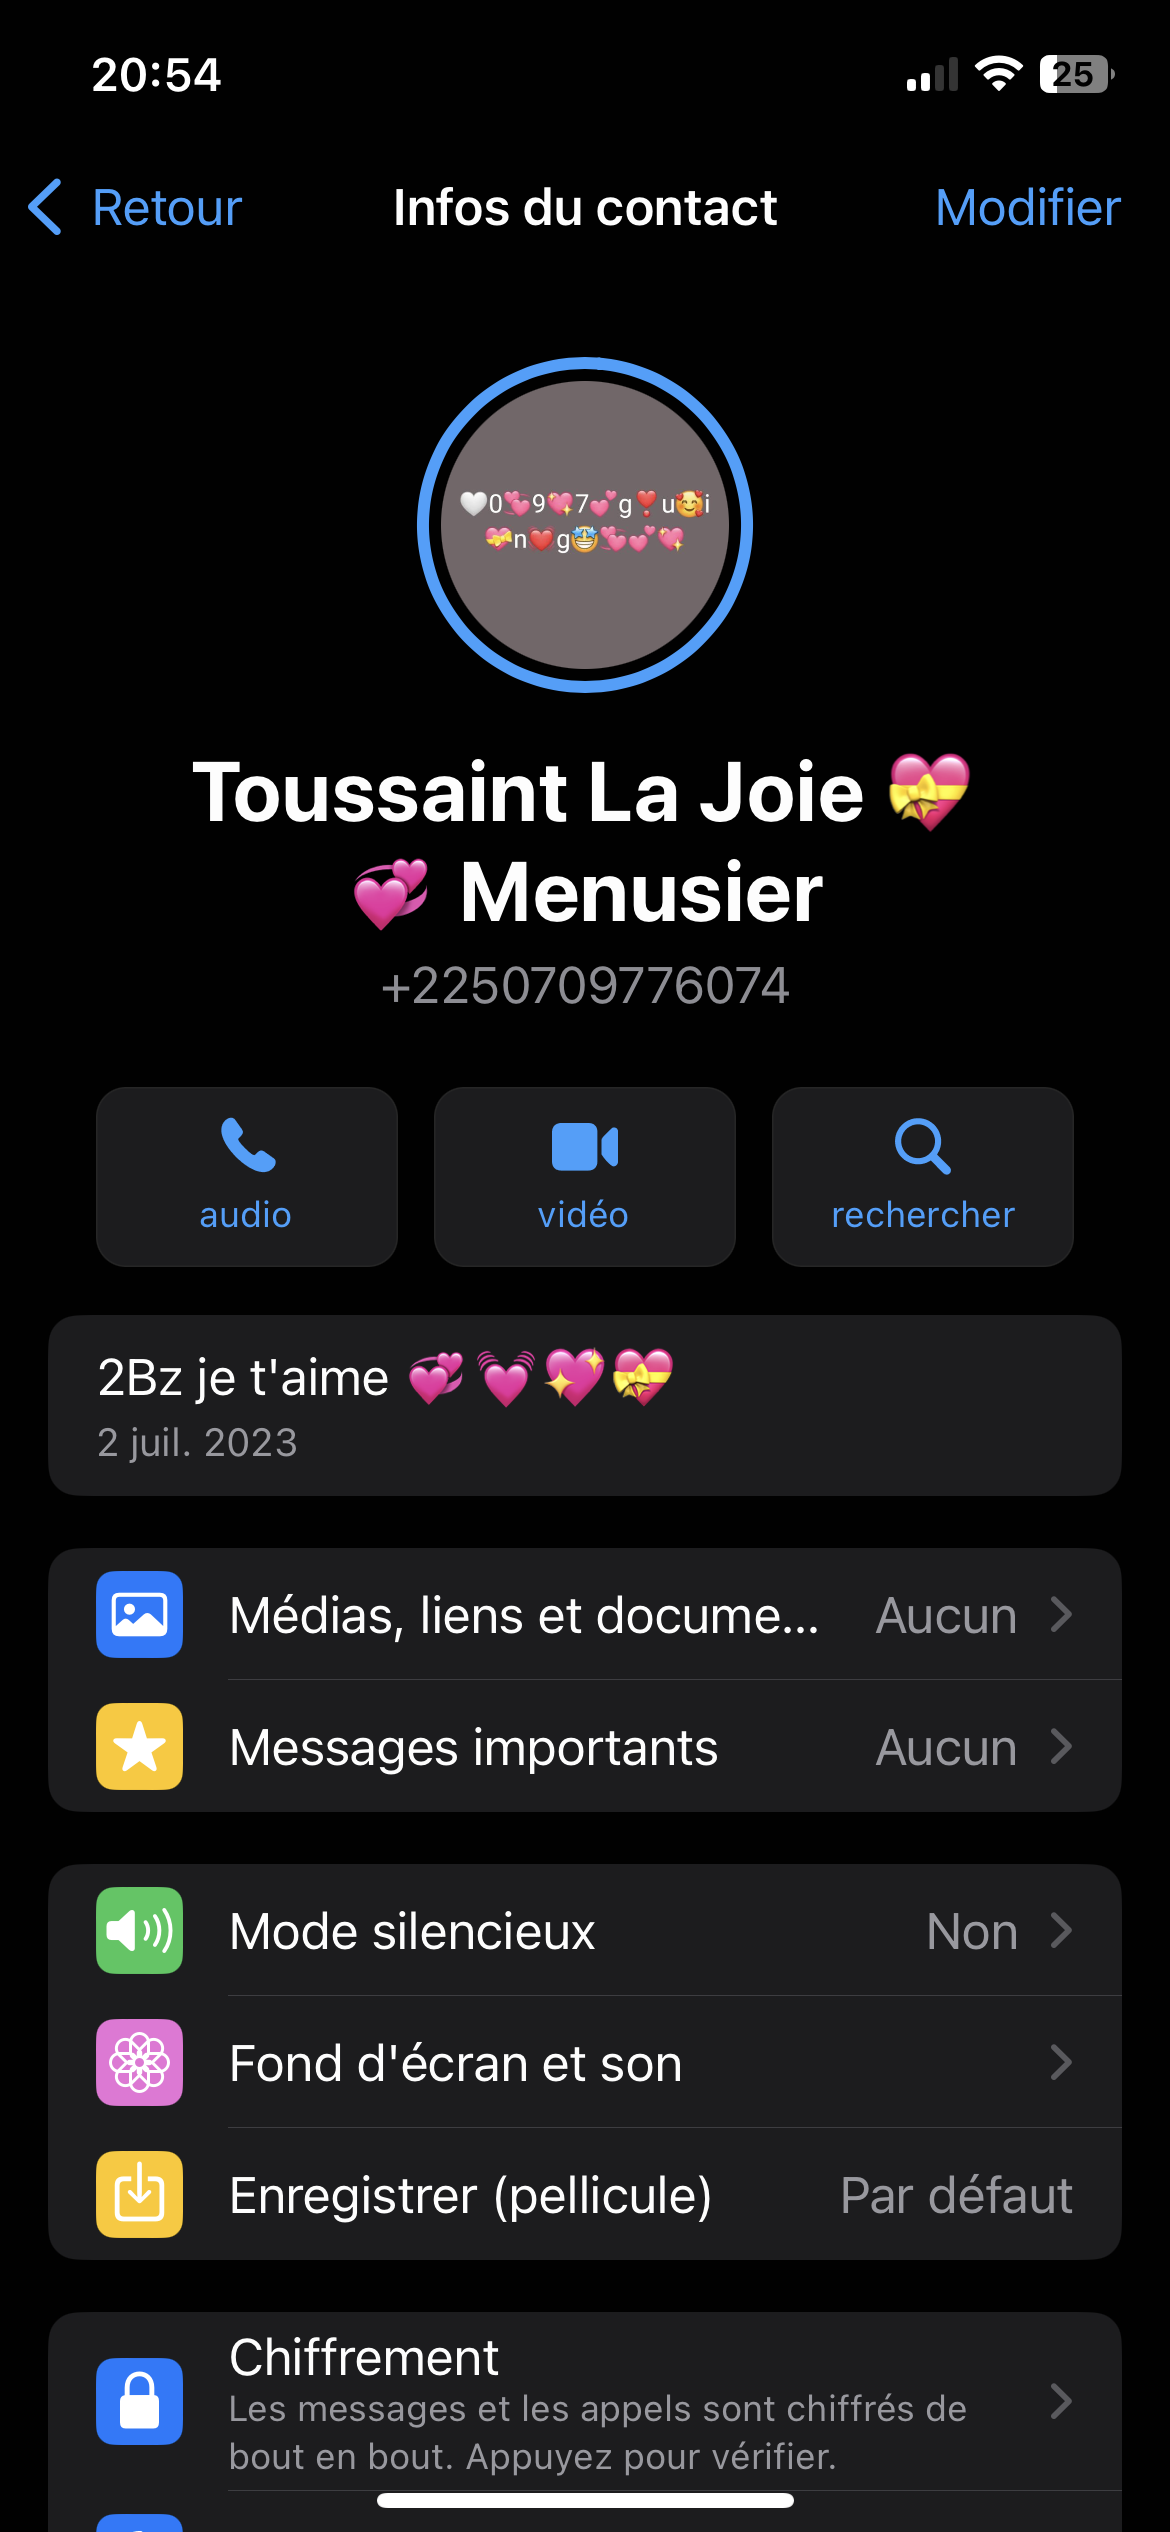 20:54
25
Retour
Infos du contact
Modifier
🤍0💞9💖7💕g❣️u🥰i
💝n❤️g🤩💞💕💖
Toussaint La Joie 💝
💞 Menusier
+2250709776074
audio
vidéo
rechercher
2Bz je t'aime 💞💓💖💝
2 juil. 2023
Médias, liens et docume... Aucun
Messages importants Aucun
Mode silencieux Non
Fond d'écran et son
Enregistrer (pellicule) Par défaut
Chiffrement
Les messages et les appels sont chiffrés de
bout en bout. Appuyez pour vérifier.